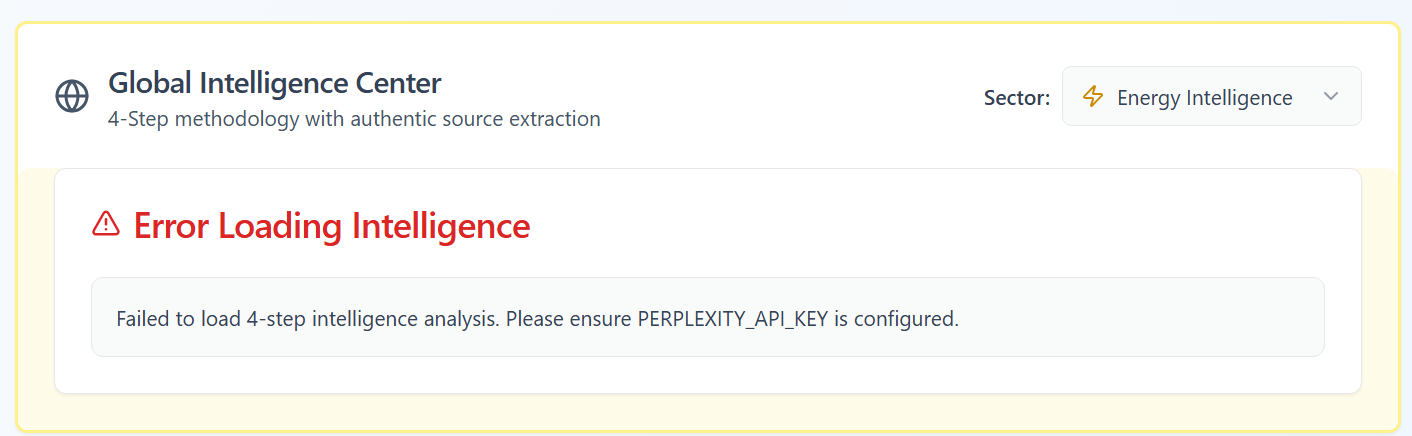 Global Intelligence Center
4-Step methodology with authentic source extraction
Sector:
Energy Intelligence
Error Loading Intelligence
Failed to load 4-step intelligence analysis. Please ensure PERPLEXITY_API_KEY is configured.